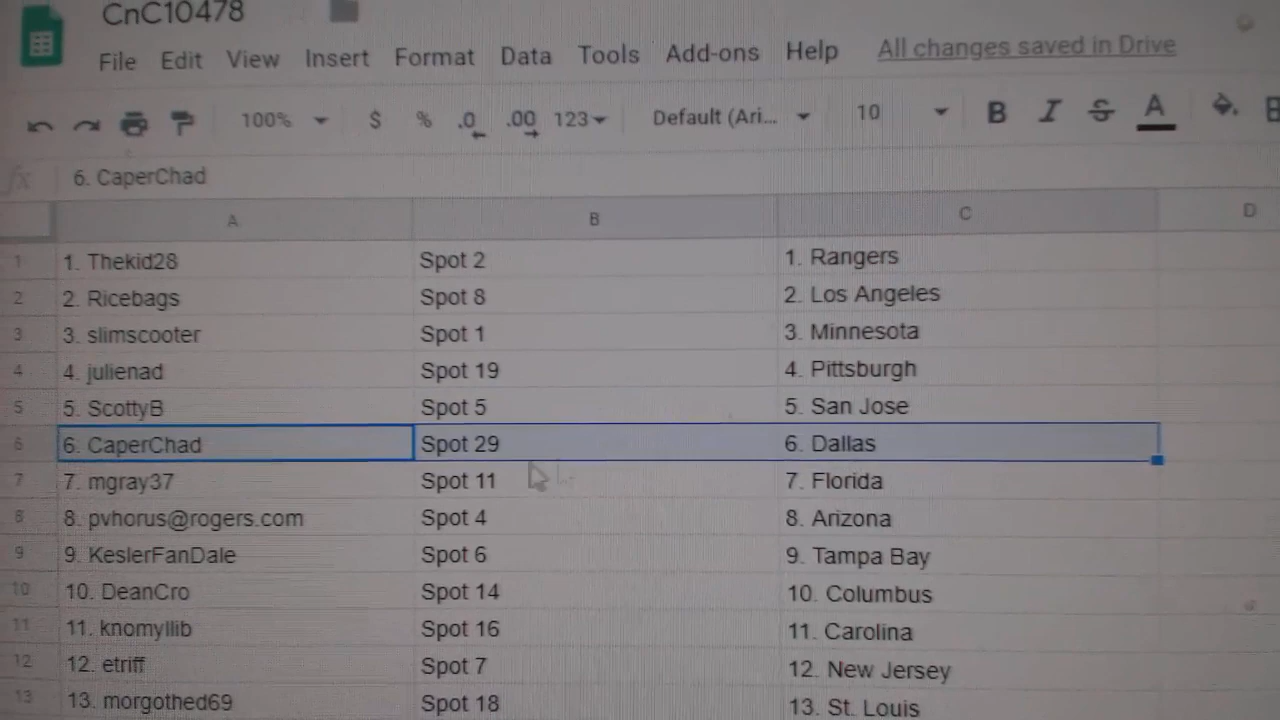 CnC10478
File Edit View Insert Format Data Tools Add-ons Help All changes saved in Drive
100% $ % .0 .00 123 Default (Ari... 10 B I S A
fx 6. CaperChad
A B C D
1 1. Thekid28 Spot 2 1. Rangers
2 2. Ricebags Spot 8 2. Los Angeles
3 3. slimscooter Spot 1 3. Minnesota
4 4. julienad Spot 19 4. Pittsburgh
5 5. ScottyB Spot 5 5. San Jose
6 6. CaperChad Spot 29 6. Dallas
7 7. mgray37 Spot 11 7. Florida
8 8. pvhorus@rogers.com Spot 4 8. Arizona
9 9. KeslerFanDale Spot 6 9. Tampa Bay
10 10. DeanCro Spot 14 10. Columbus
11 11. knomyllib Spot 16 11. Carolina
12 12. etriff Spot 7 12. New Jersey
13 13. morgothed69 Spot 18 13. St. Louis